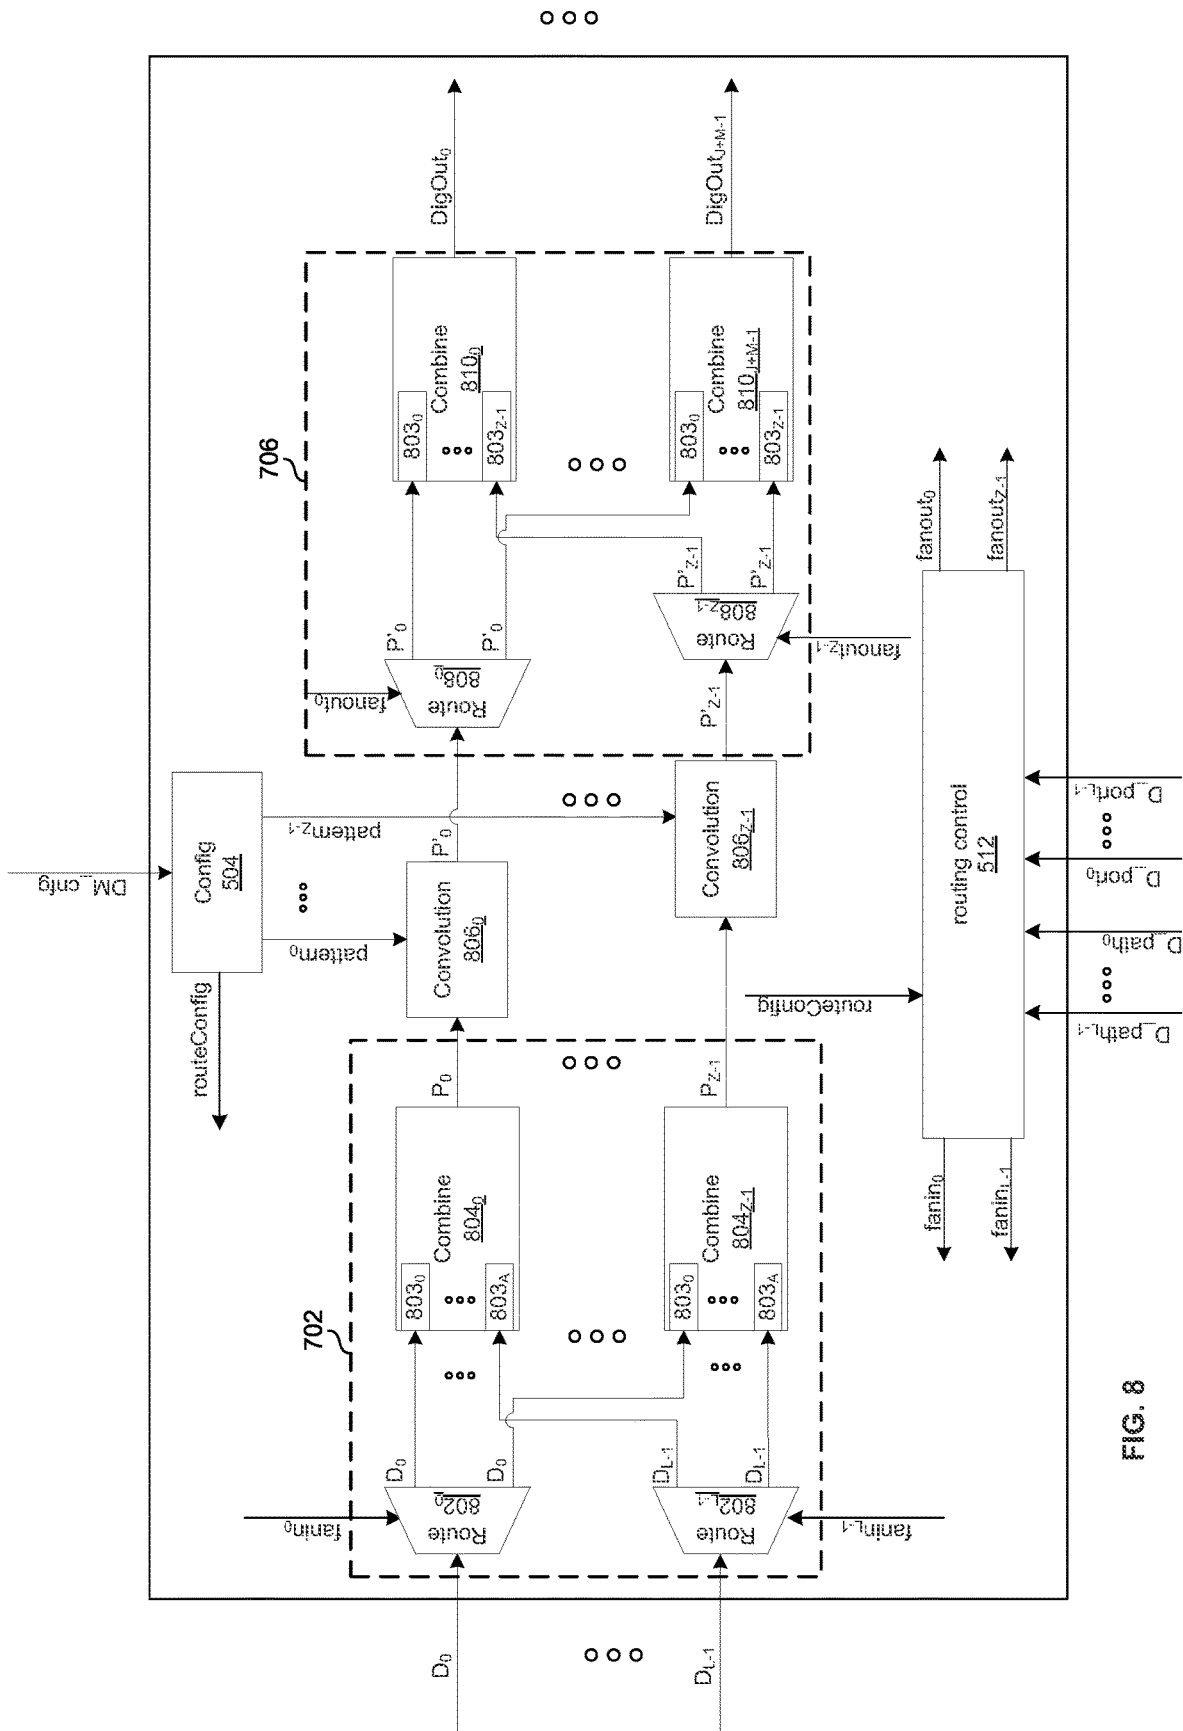 DM_cnfg
Config
504
routeConfig
pattern0
patternZ-1
702
706
D0
fanin0
Route
8020
D0
D0
8030
803A
Combine
8040
P0
Convolution
8060
P'0
fanout0
Route
8080
P'0
P'0
8030
803Z-1
Combine
8100
DigOut0
DL-1
faninL-1
Route
802L-1
DL-1
DL-1
8030
803A
Combine
804Z-1
PZ-1
Convolution
806Z-1
P'Z-1
fanoutZ-1
Route
808Z-1
P'Z-1
P'Z-1
8030
803Z-1
Combine
810J+M-1
DigOutJ+M-1
routeConfig
fanin0
faninL-1
routing control
512
fanout0
fanoutZ-1
D_pathL-1
D_path0
D_port0
D_portL-1
FIG. 8